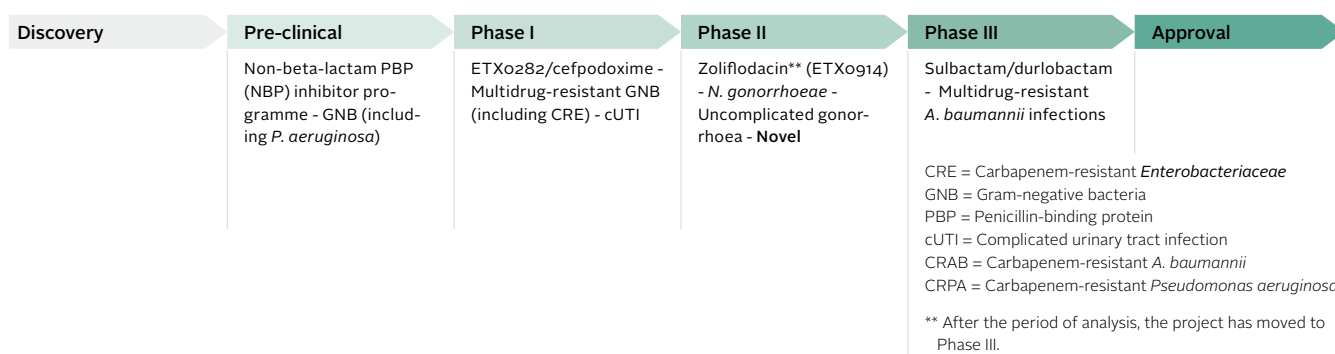 Discovery
Pre-clinical
Phase I
Phase II
Phase III
Approval
Non-beta-lactam PBP
(NBP) inhibitor pro-
gramme - GNB (includ-
ing P. aeruginosa)
ETX0282/cefpodoxime -
Multidrug-resistant GNB
(including CRE) - cUTI
Zoliflodacin** (ETX0914)
- N. gonorrhoeae -
Uncomplicated gonor-
rhoea - Novel
Sulbactam/durlobactam
- Multidrug-resistant
A. baumannii infections
CRE = Carbapenem-resistant Enterobacteriaceae
GNB = Gram-negative bacteria
PBP = Penicillin-binding protein
cUTI = Complicated urinary tract infection
CRAB = Carbapenem-resistant A. baumannii
CRPA = Carbapenem-resistant Pseudomonas aeruginosa
** After the period of analysis, the project has moved to
Phase III.